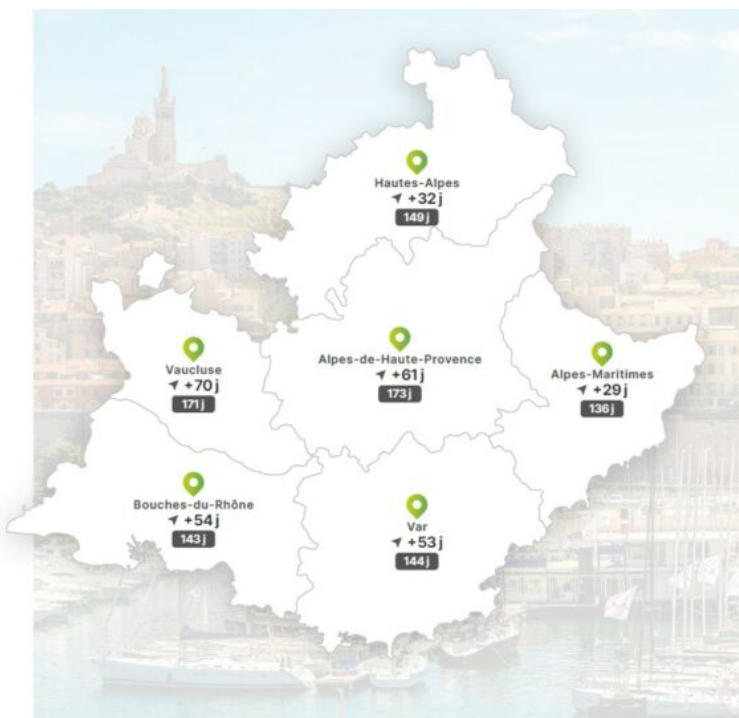 Hautes-Alpes
+32 j
149 j
Vaucluse
+70 j
171 j
Alpes-de-Haute-Provence
+61 j
173 j
Alpes-Maritimes
+29 j
136 j
Bouches-du-Rhône
+54 j
143 j
Var
+53 j
144 j